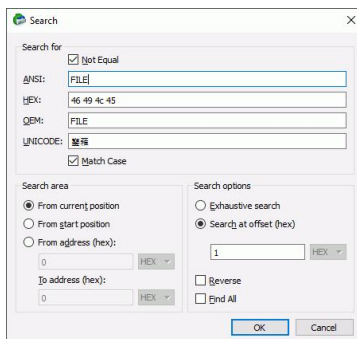 Search
Search for
Not Equal
ANSI: FILE
HEX: 46 49 4c 45
OEM: FILE
UNICODE:
Match Case
Search area
From current position
From start position
From address (hex):
0 HEX
To address (hex):
0 HEX
Search options
Exhaustive search
Search at offset (hex)
1 HEX
Reverse
Find All
OK Cancel